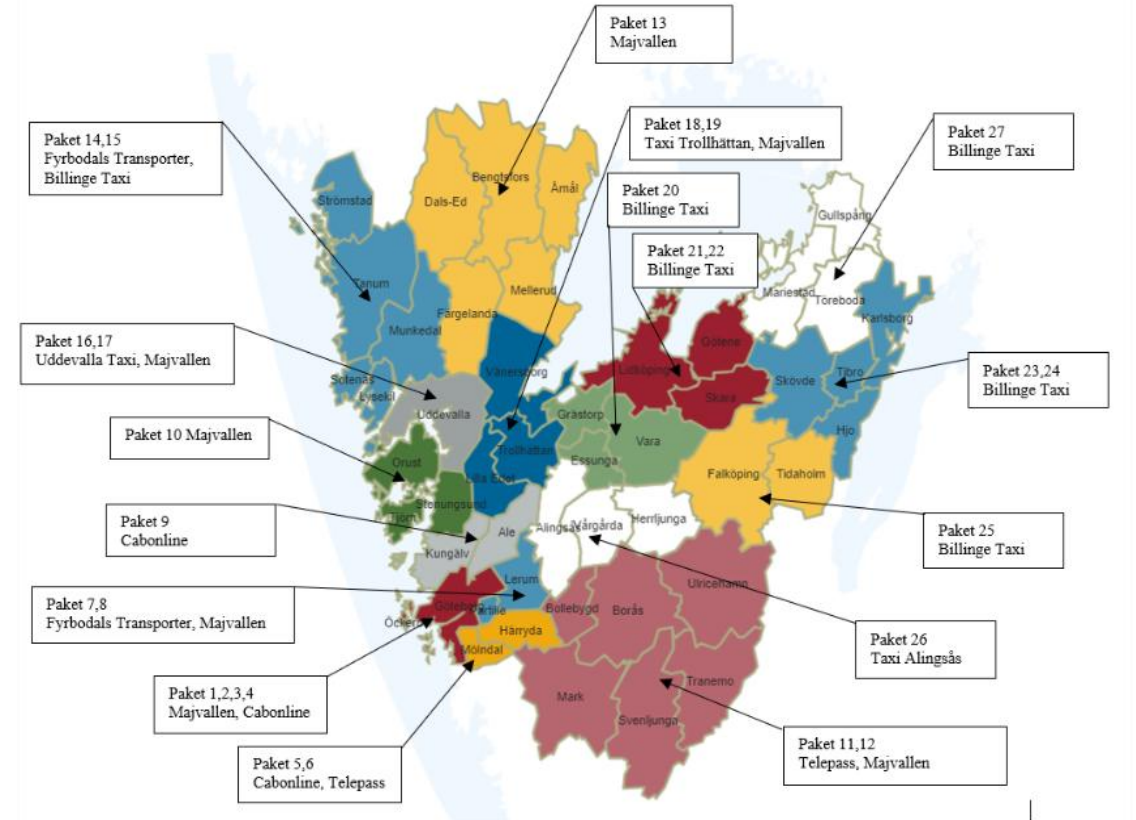 Paket 13
Majvallen
Paket 14,15
Fyrbodals Transporter,
Billinge Taxi
Paket 18,19
Taxi Trollhättan, Majvallen
Paket 27
Billinge Taxi
Paket 20
Billinge Taxi
Paket 21,22
Billinge Taxi
Paket 16,17
Uddevalla Taxi, Majvallen
Paket 23,24
Billinge Taxi
Paket 10 Majvallen
Paket 9
Cabonline
Paket 25
Billinge Taxi
Paket 7,8
Fyrbodals Transporter, Majvallen
Paket 26
Taxi Alingsås
Paket 1,2,3,4
Majvallen, Cabonline
Paket 5,6
Cabonline, Telepass
Paket 11,12
Telepass, Majvallen
Strömstad
Dals-Ed
Bengtsfors
Åmål
Tanum
Munkedal
Färgelanda
Mellerud
Sotenäs
Lysekil
Uddevalla
Vänersborg
Trollhättan
Lilla Edet
Orust
Tjörn
Stenungsund
Kungälv
Ale
Lerum
Partille
Göteborg
Öckerö
Härryda
Mölndal
Gullspång
Mariestad
Töreboda
Karlsborg
Lidköping
Götene
Skara
Skövde
Tibro
Hjo
Grästorp
Essunga
Vara
Falköping
Tidaholm
Alingsås
Vårgårda
Herrljunga
Bollebygd
Borås
Ulricehamn
Mark
Svenljunga
Tranemo